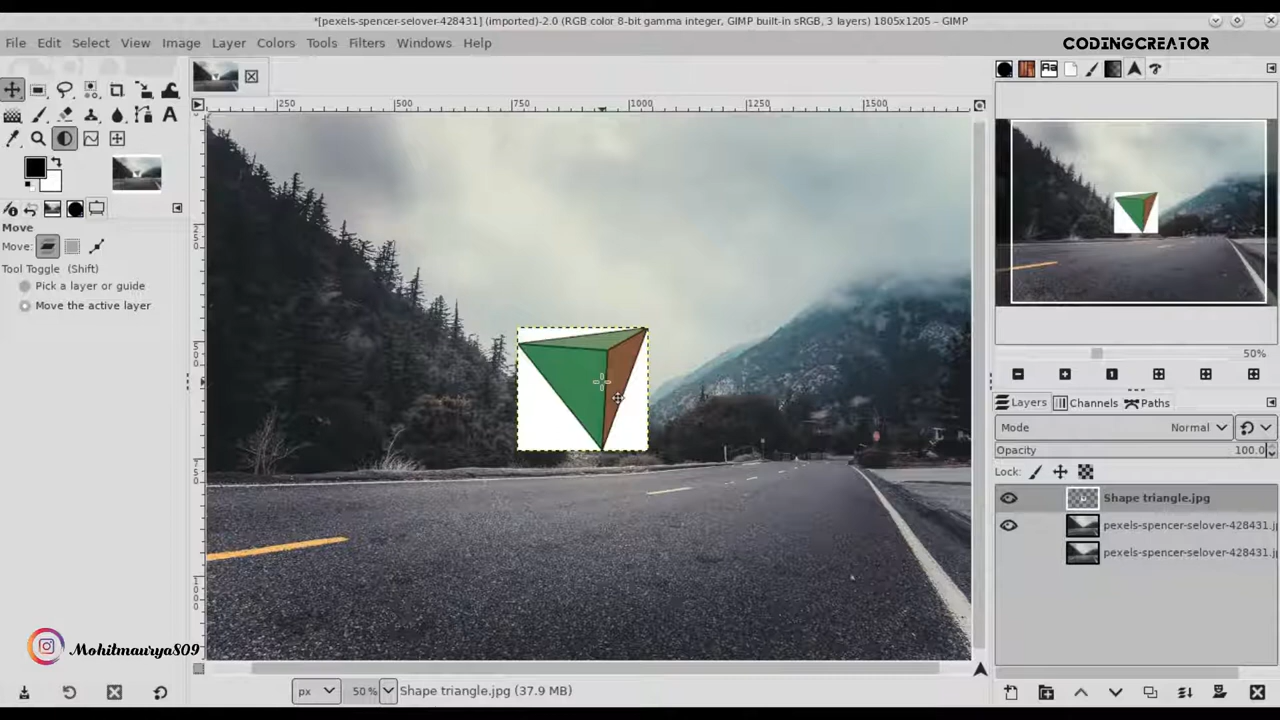 *[pexels-spencer-selover-428431] (imported)-2.0 (RGB color 8-bit gamma integer, GIMP built-in sRGB, 3 layers) 1805x1205 – GIMP
File Edit Select View Image Layer Colors Tools Filters Windows Help
CODINGCREATOR
250 500 750 1000 1250 1500
Move
Move:
Tool Toggle (Shift)
Pick a layer or guide
Move the active layer
50%
Layers Channels Paths
Mode Normal
Opacity 100.0
Lock:
Shape triangle.jpg
pexels-spencer-selover-428431.j
pexels-spencer-selover-428431.j
Mohitmaurya809
px 50 % Shape triangle.jpg (37.9 MB)